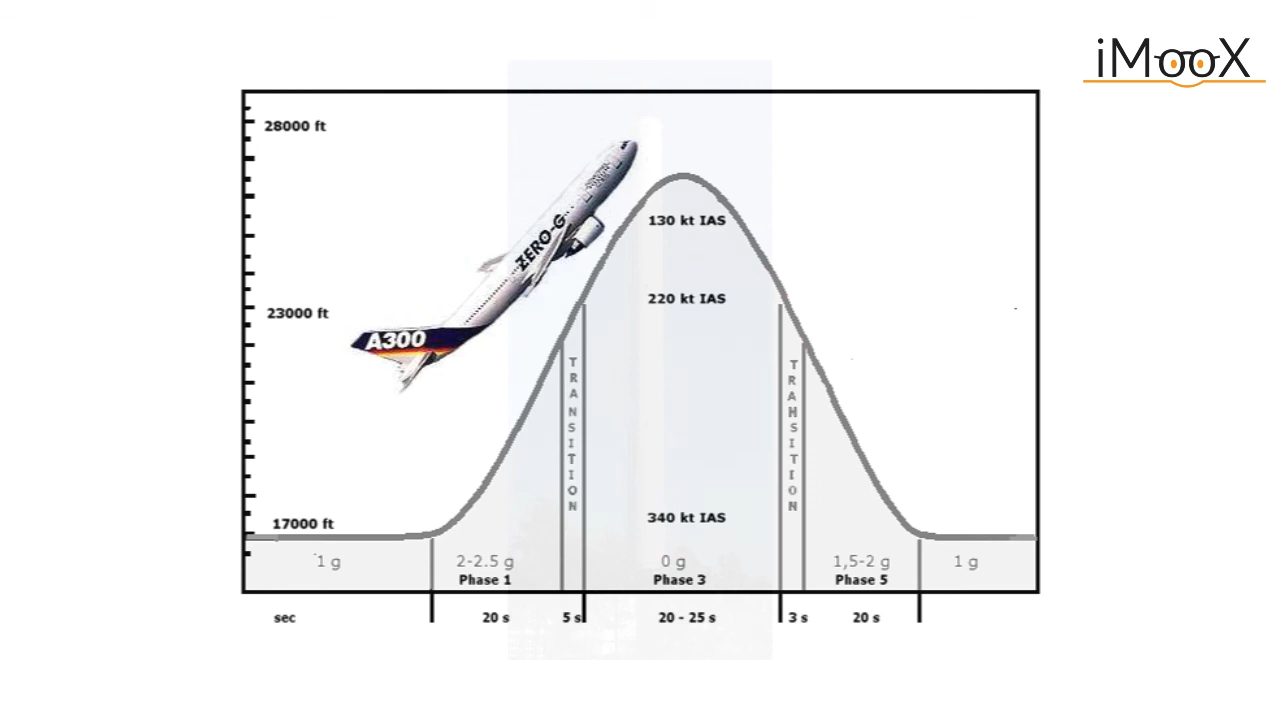 iMooX
28000 ft
ZERO-G
130 kt IAS
220 kt IAS
23000 ft
A300
TRANSITION
TRAHSITION
340 kt IAS
17000 ft
1 g
2-2.5 g
0 g
1,5-2 g
1 g
Phase 1
Phase 3
Phase 5
sec
20 s
5 s
20 - 25 s
3 s
20 s